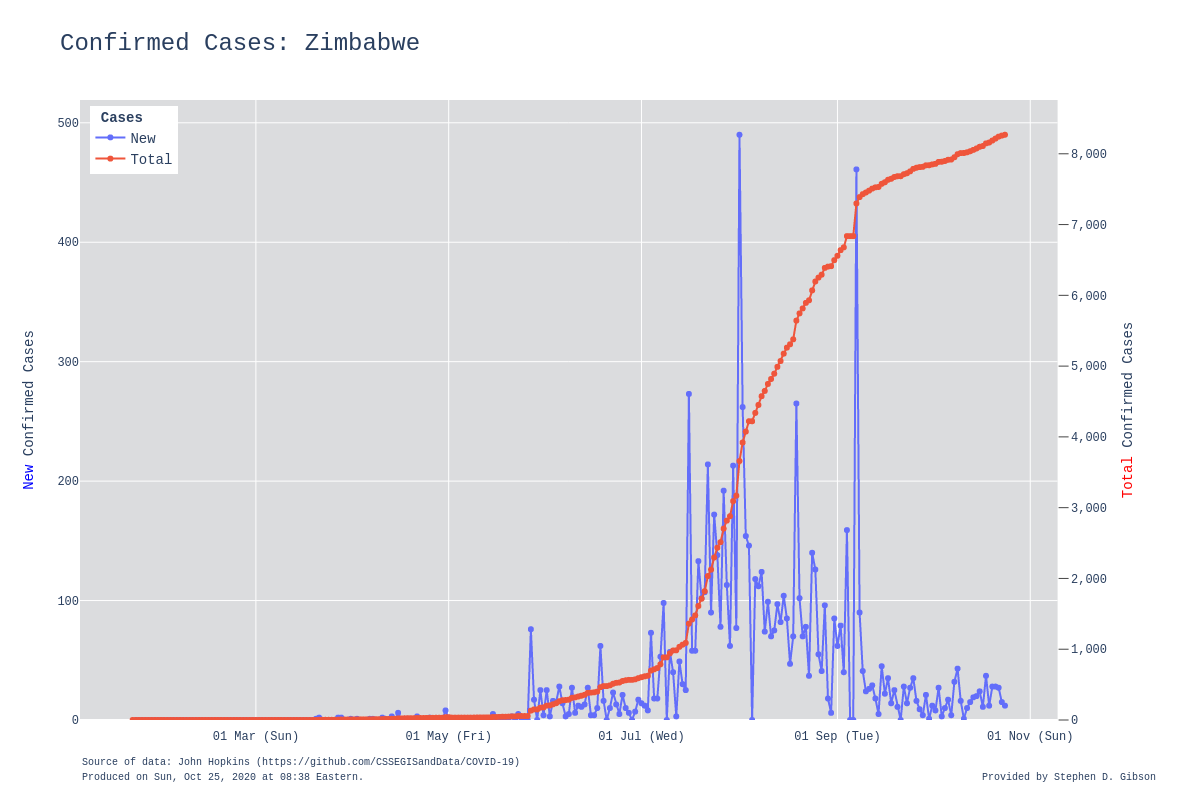 Confirmed Cases: Zimbabwe
Cases
New
Total
500
400
300
200
100
0
8,000
7,000
6,000
5,000
4,000
3,000
2,000
1,000
0
New Confirmed Cases
Total Confirmed Cases
01 Mar (Sun)
01 May (Fri)
01 Jul (Wed)
01 Sep (Tue)
01 Nov (Sun)
Source of data: John Hopkins (https://github.com/CSSEGISandData/COVID-19)
Produced on Sun, Oct 25, 2020 at 08:38 Eastern.
Provided by Stephen D. Gibson